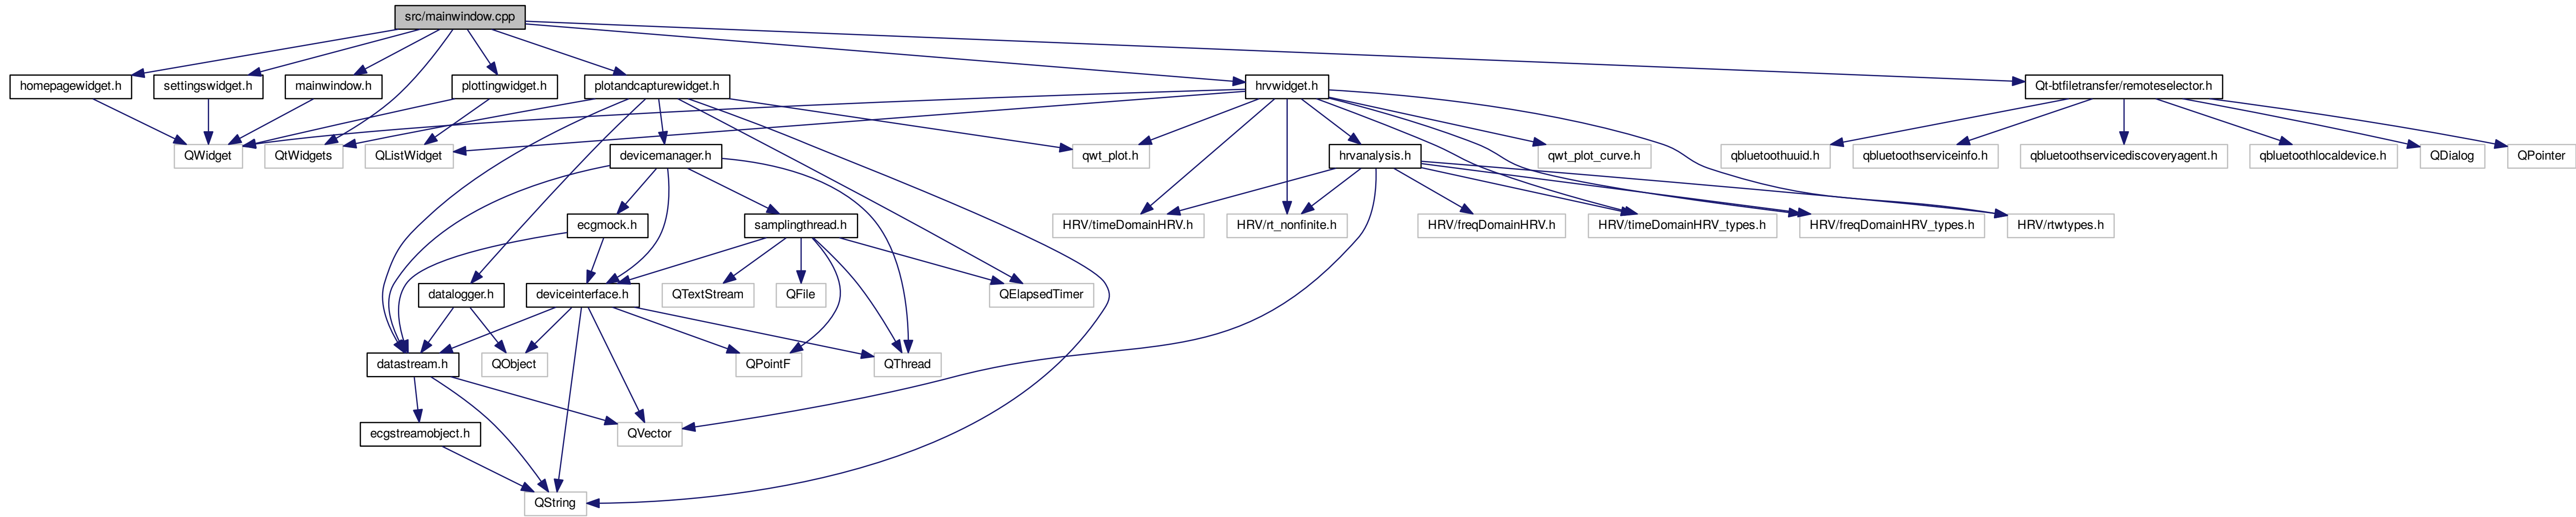 src/mainwindow.cpp
homepagewidget.h
settingswidget.h
mainwindow.h
plottingwidget.h
plotandcapturewidget.h
hrvwidget.h
Qt-btfiletransfer/remoteselector.h
QWidget
QtWidgets
QListWidget
devicemanager.h
qwt_plot.h
hrvanalysis.h
qwt_plot_curve.h
qbluetoothuuid.h
qbluetoothserviceinfo.h
qbluetoothservicediscoveryagent.h
qbluetoothlocaldevice.h
QDialog
QPointer
ecgmock.h
samplingthread.h
HRV/timeDomainHRV.h
HRV/rt_nonfinite.h
HRV/freqDomainHRV.h
HRV/timeDomainHRV_types.h
HRV/freqDomainHRV_types.h
HRV/rtwtypes.h
datalogger.h
deviceinterface.h
QTextStream
QFile
QElapsedTimer
datastream.h
QObject
QPointF
QThread
ecgstreamobject.h
QVector
QString